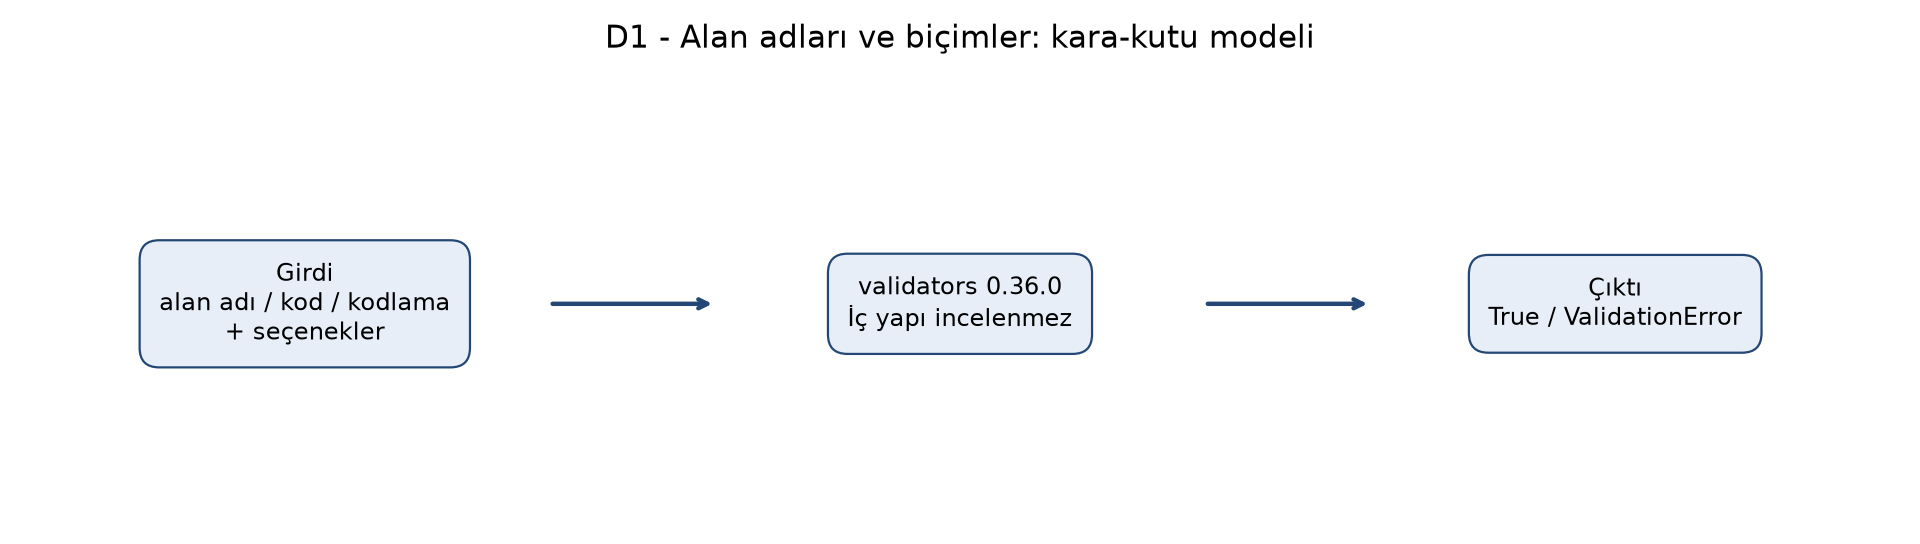 D1 - Alan adları ve biçimler: kara-kutu modeli
Girdi
alan adı / kod / kodlama
+ seçenekler
validators 0.36.0
İç yapı incelenmez
Çıktı
True / ValidationError